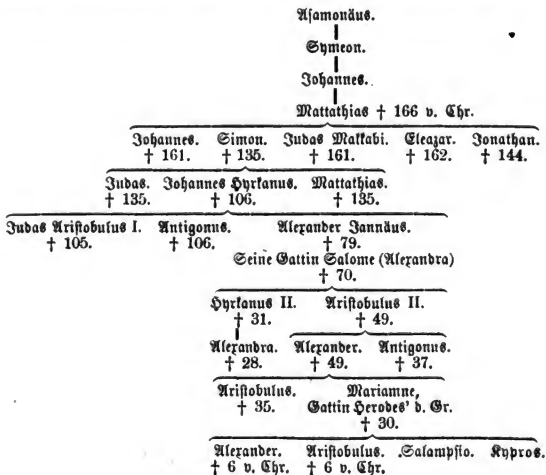 Asamonäus.
Symeon.
Johannes.
Mattathias † 166 v. Chr.
Johannes. Simon. Judas Makkabi. Eleazar. Jonathan.
† 161. † 135. † 161. † 162. † 144.
Judas. Johannes Hyrkanus. Mattathias.
† 135. † 106. † 135.
Judas Aristobulus I. Antigonus. Alexander Jannäus.
† 105. † 106. † 79.
Seine Gattin Salome (Alexandra)
† 70.
Hyrkanus II. Aristobulus II.
† 31. † 49.
Alexandra. Alexander. Antigonus.
† 28. † 49. † 37.
Aristobulus. Mariamne,
† 35. Gattin Herodes' d. Gr.
† 30.
Alexander. Aristobulus. Salampsio. Kypros.
† 6 v. Chr. † 6 v. Chr.